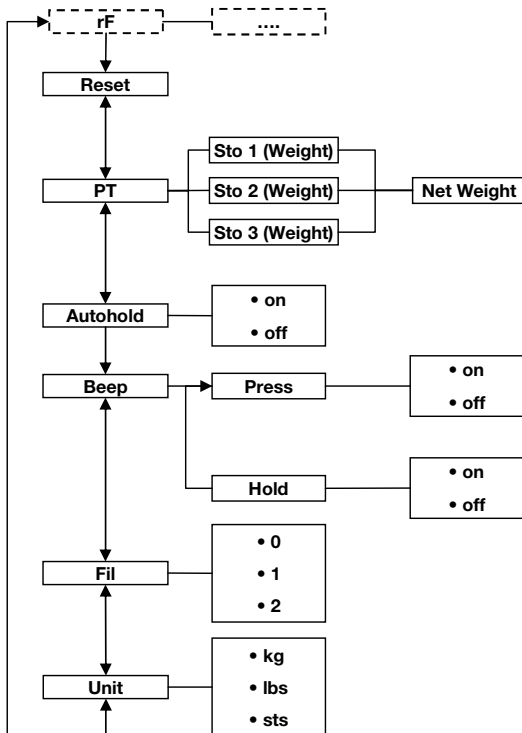 rF
....
Reset
Sto 1 (Weight)
PT
Sto 2 (Weight)
Net Weight
Sto 3 (Weight)
Autohold
• on
• off
Beep
Press
• on
• off
Hold
• on
• off
Fil
• 0
• 1
• 2
Unit
• kg
• lbs
• sts